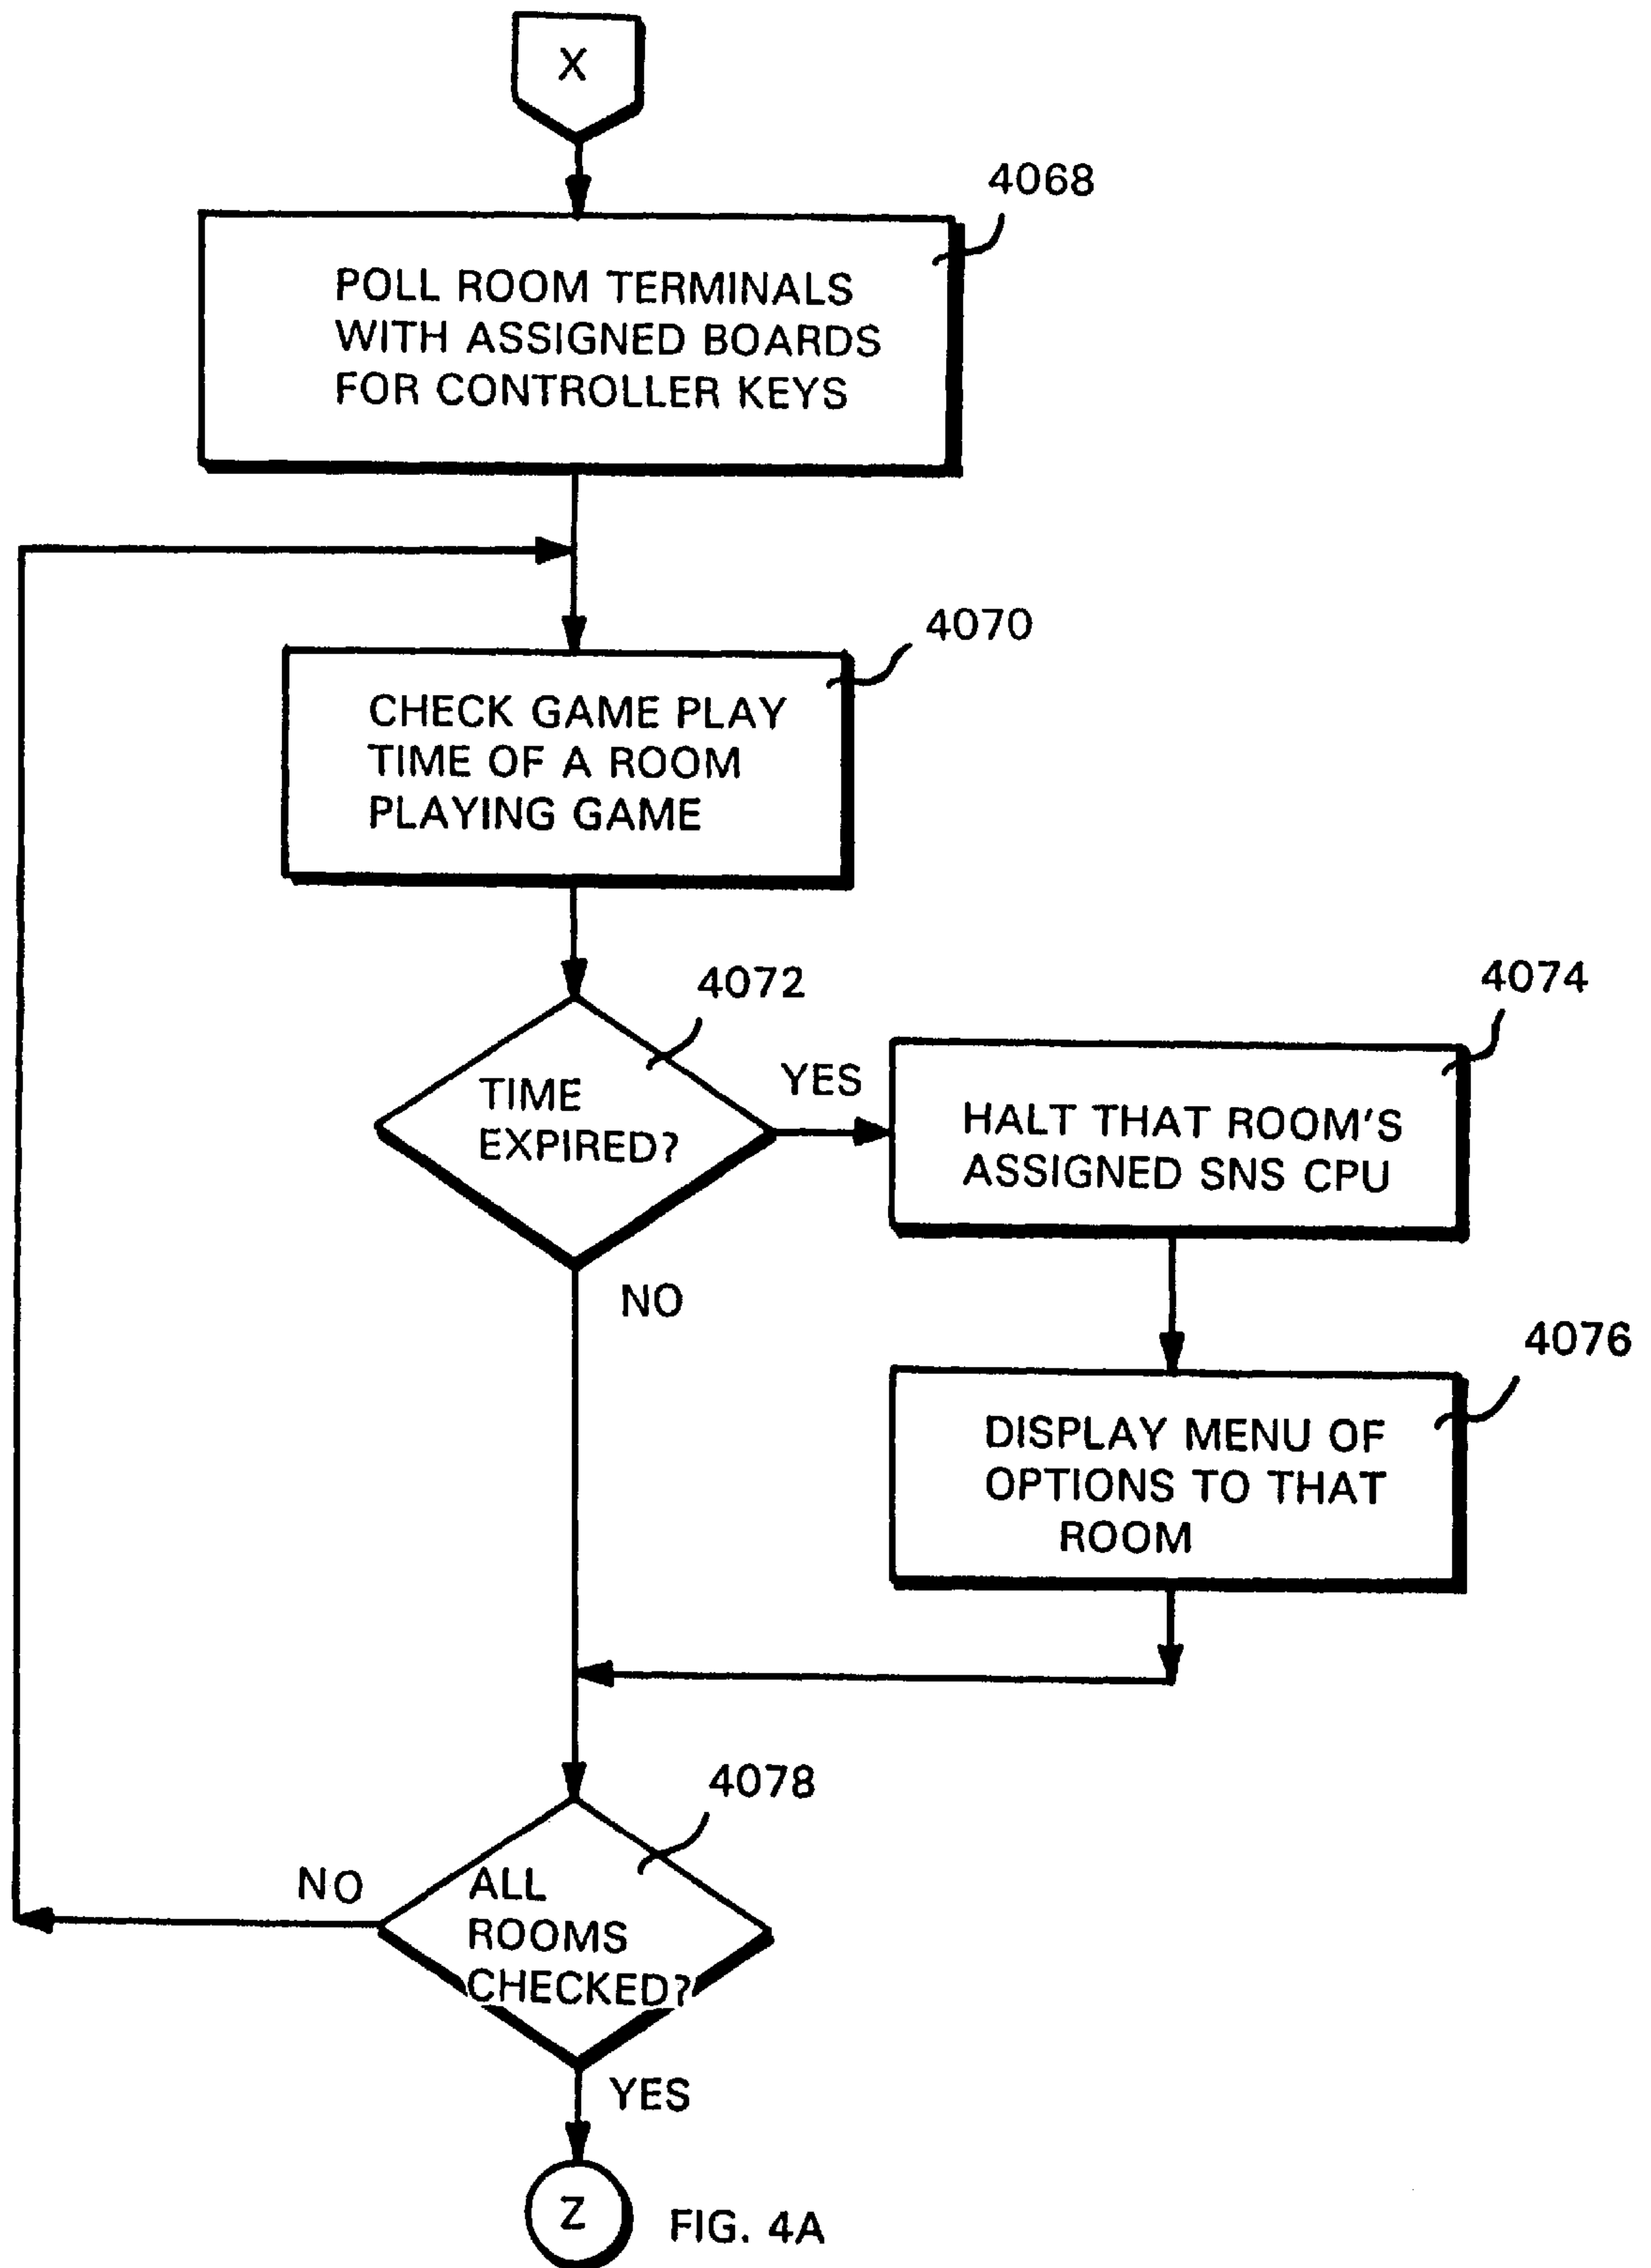 X
4068
POLL ROOM TERMINALS
WITH ASSIGNED BOARDS
FOR CONTROLLER KEYS
4070
CHECK GAME PLAY
TIME OF A ROOM
PLAYING GAME
4072
TIME
EXPIRED?
YES
NO
4074
HALT THAT ROOM'S
ASSIGNED SNS CPU
4076
DISPLAY MENU OF
OPTIONS TO THAT
ROOM
4078
ALL
ROOMS
CHECKED?
NO
YES
Z
FIG. 4A